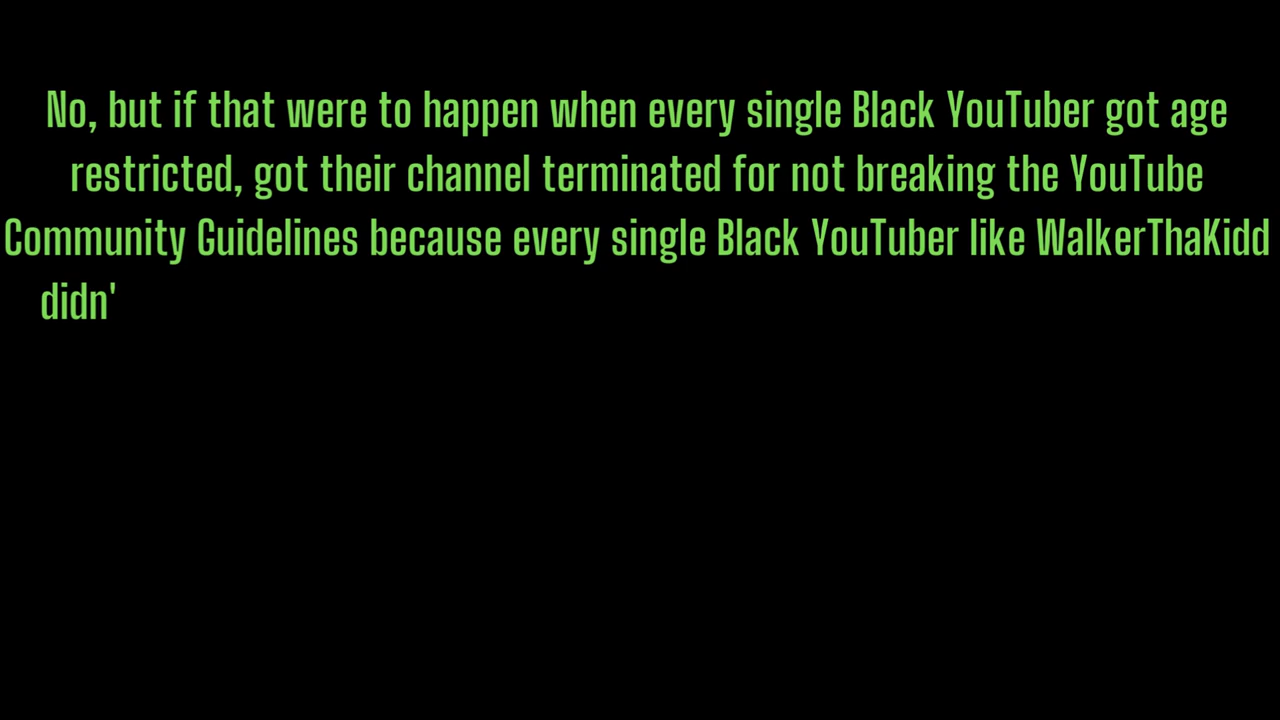 No, but if that were to happen when every single Black YouTuber got age
restricted, got their channel terminated for not breaking the YouTube
Community Guidelines because every single Black YouTuber like WalkerThaKidd
didn'